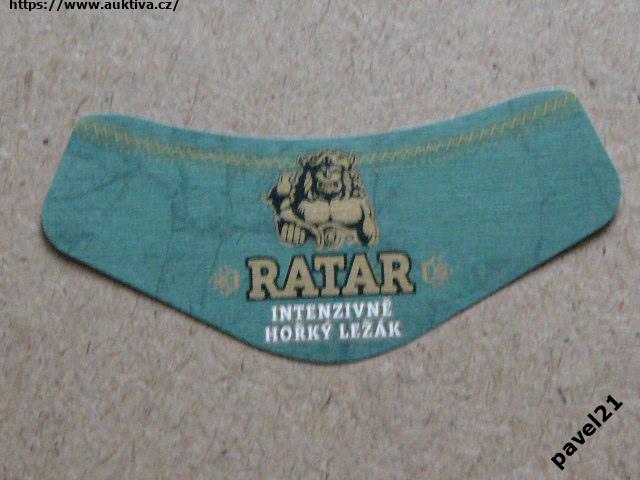 https://www.auktiva.cz/
RATAR
INTENZIVNĚ
HOŘKÝ LEŽÁK
pavel21